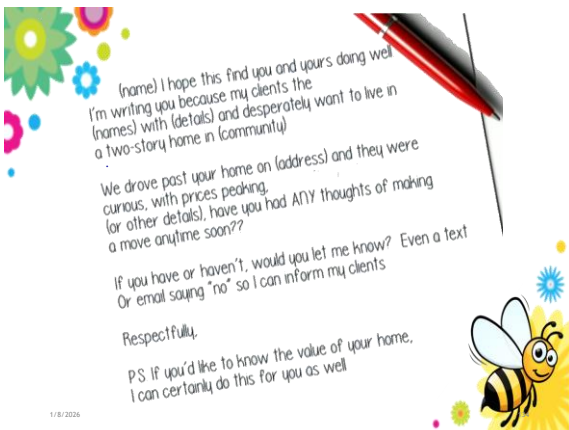 (name) I hope this find you and yours doing well
I'm writing you because my clients the
(names) with (details) and desperately want to live in
a two-story home in (community)
We drove past your home on (address) and they were
curious, with prices peaking,
(or other details), have you had ANY thoughts of making
a move anytime soon??
If you have or haven't, would you let me know? Even a text
Or email saying "no" so I can inform my clients
Respectfully,
PS If you'd like to know the value of your home,
I can certainly do this for you as well
1/8/2026